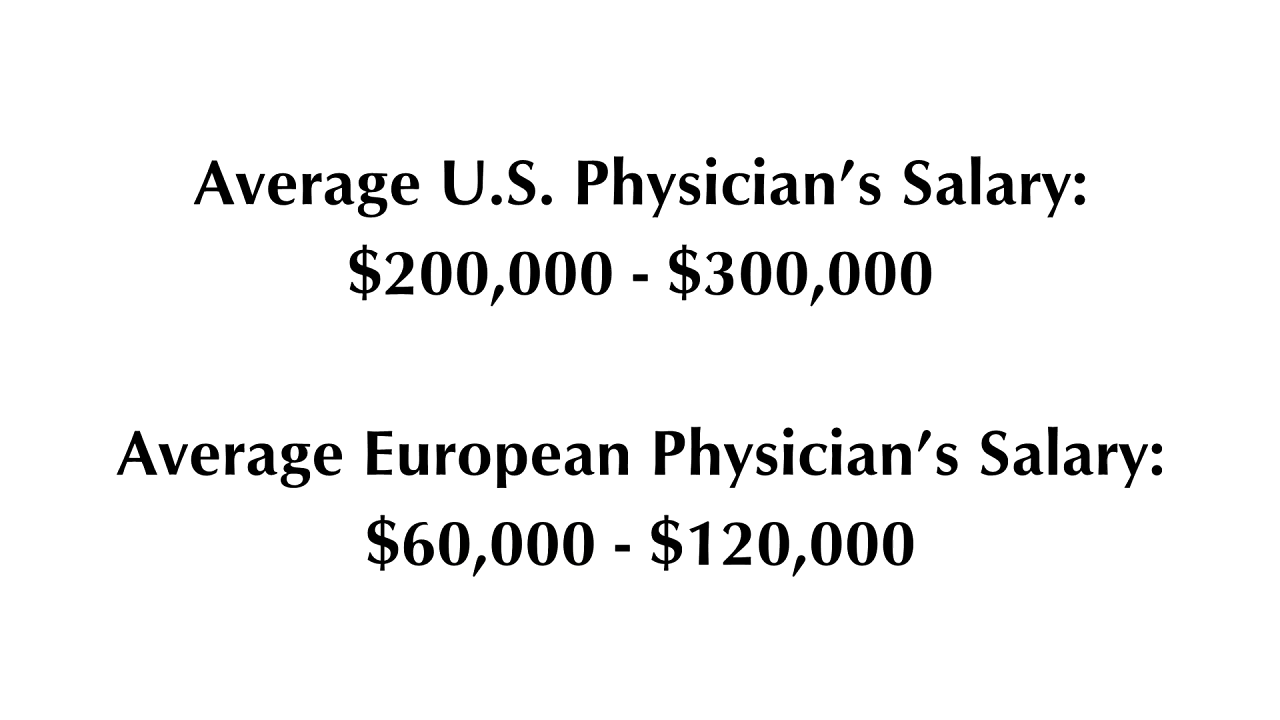 Average U.S. Physician’s Salary:
$200,000 - $300,000
Average European Physician’s Salary:
$60,000 - $120,000